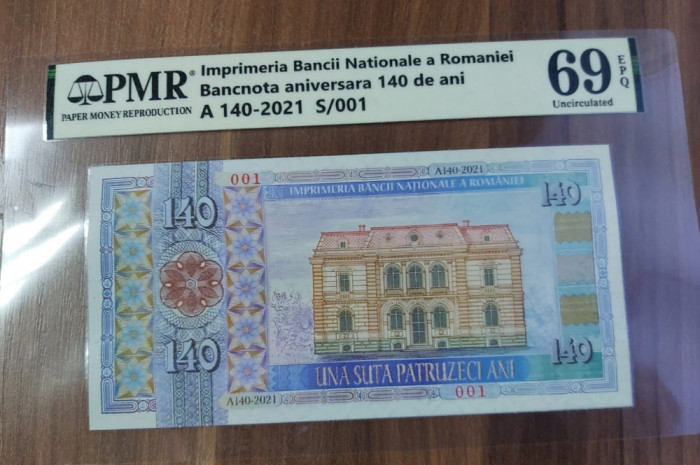 PMR®
PAPER MONEY REPRODUCTION
Imprimeria Bancii Nationale a Romaniei
Bancnota aniversara 140 de ani
A 140-2021 S/001
69
EPQ
Uncirculated
001
A140-2021
IMPRIMERIA BĂNCII NAȚIONALE A ROMÂNIEI
140
140
140
140
UNA SUTĂ PATRUZECI ANI
A140-2021
001